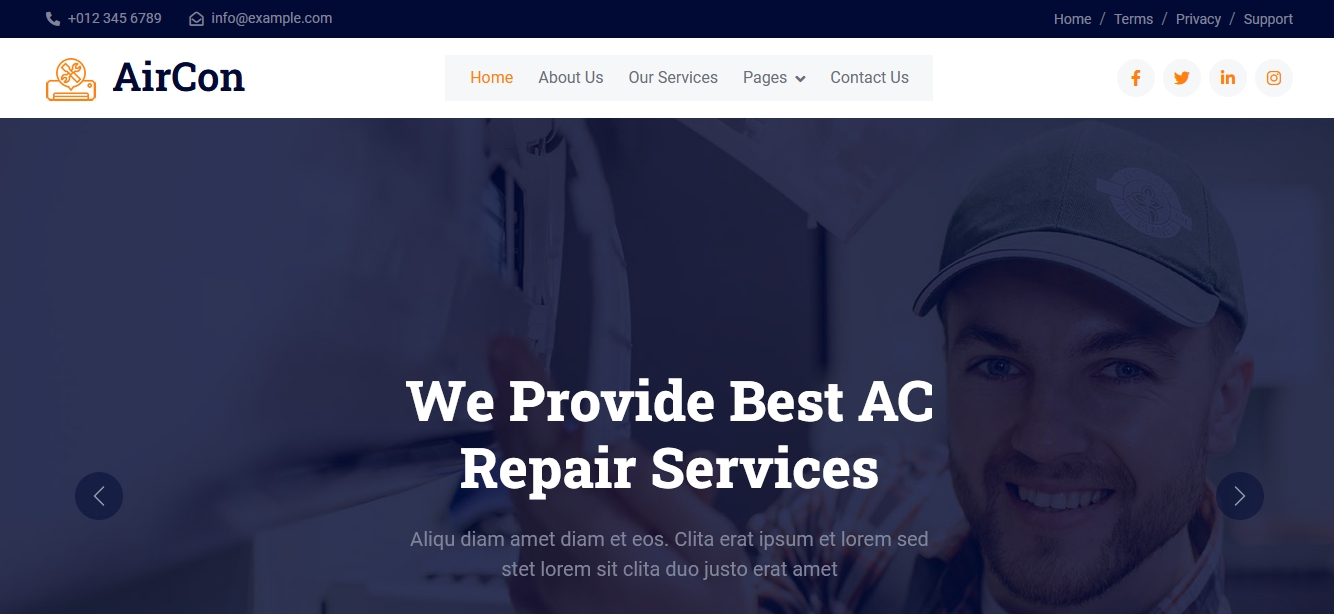 +012 345 6789 info@example.com Home / Terms / Privacy / Support
AirCon Home About Us Our Services Pages Contact Us
We Provide Best AC
Repair Services
Aliqu diam amet diam et eos. Clita erat ipsum et lorem sed
stet lorem sit clita duo justo erat amet